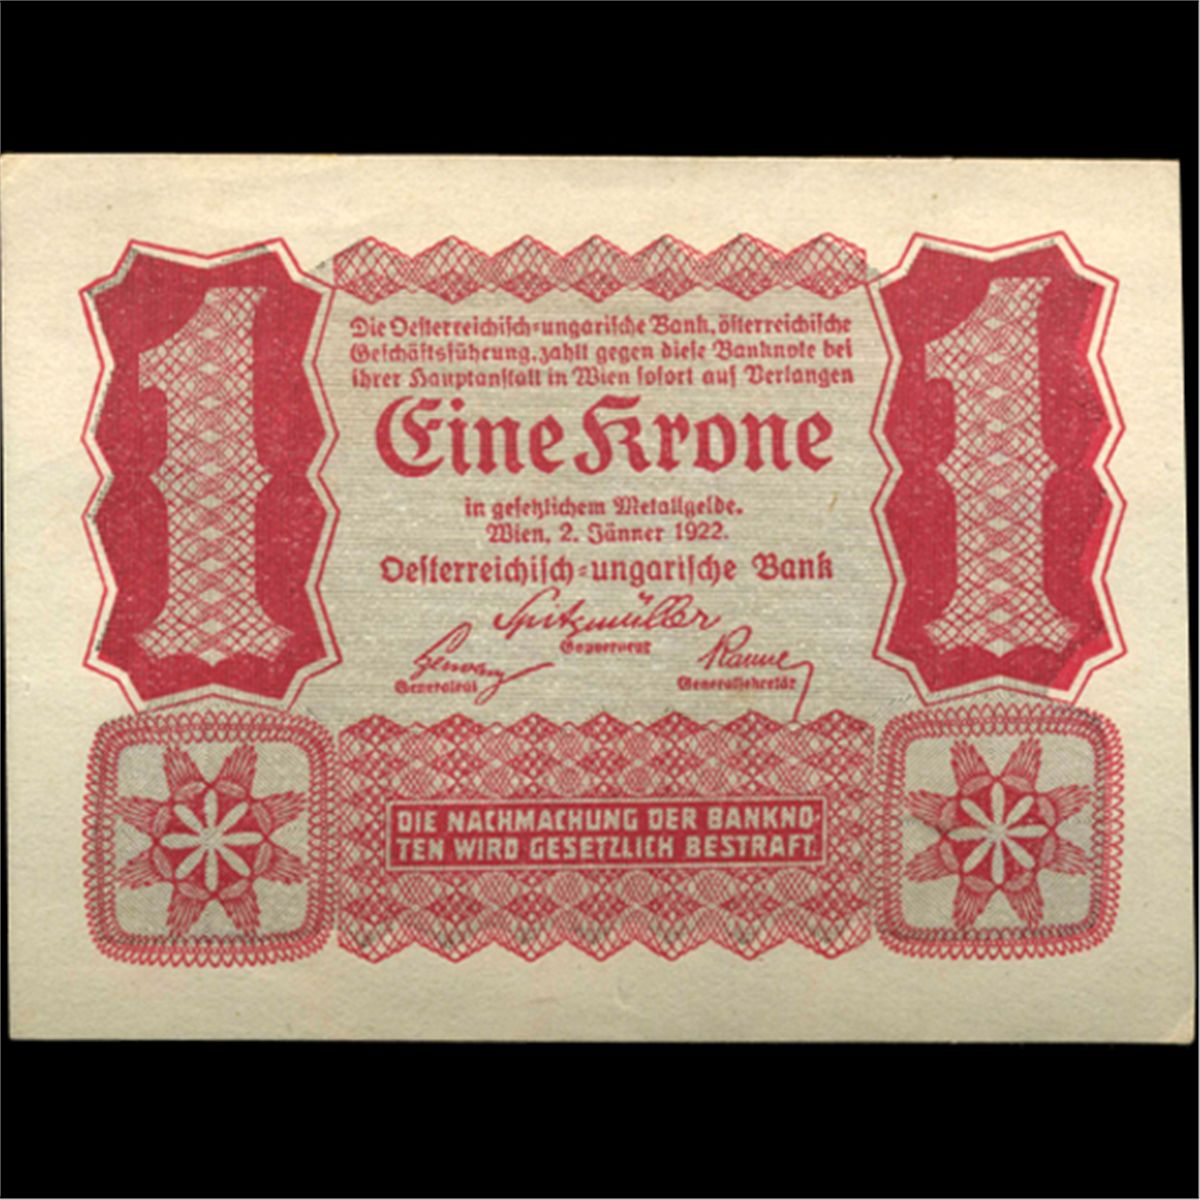 1
1
Die Oesterreichisch-ungarische Bank, österreichische
Geschäftsführung, zahlt gegen diese Banknote bei
ihrer Hauptanstalt in Wien sofort auf Verlangen
Eine Krone
in gesetzlichem Metallgelde.
Wien, 2. Jänner 1922.
Oesterreichisch-ungarische Bank
Spitzmüller
Gouverneur
Generalrat
Generalsekretär
DIE NACHMACHUNG DER BANKNO-
TEN WIRD GESETZLICH BESTRAFT.